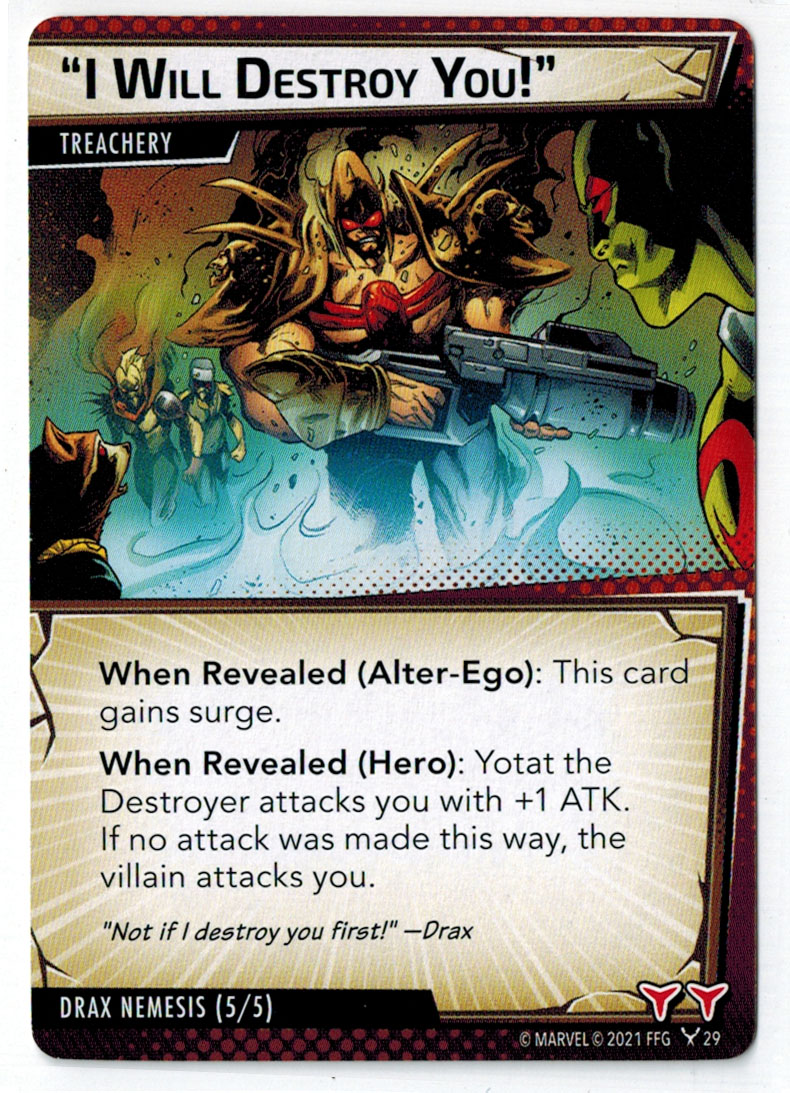 “I Will Destroy You!”
TREACHERY
When Revealed (Alter-Ego): This card
gains surge.
When Revealed (Hero): Yotat the
Destroyer attacks you with +1 ATK.
If no attack was made this way, the
villain attacks you.
"Not if I destroy you first!" —Drax
DRAX NEMESIS (5/5)
© MARVEL © 2021 FFG 29